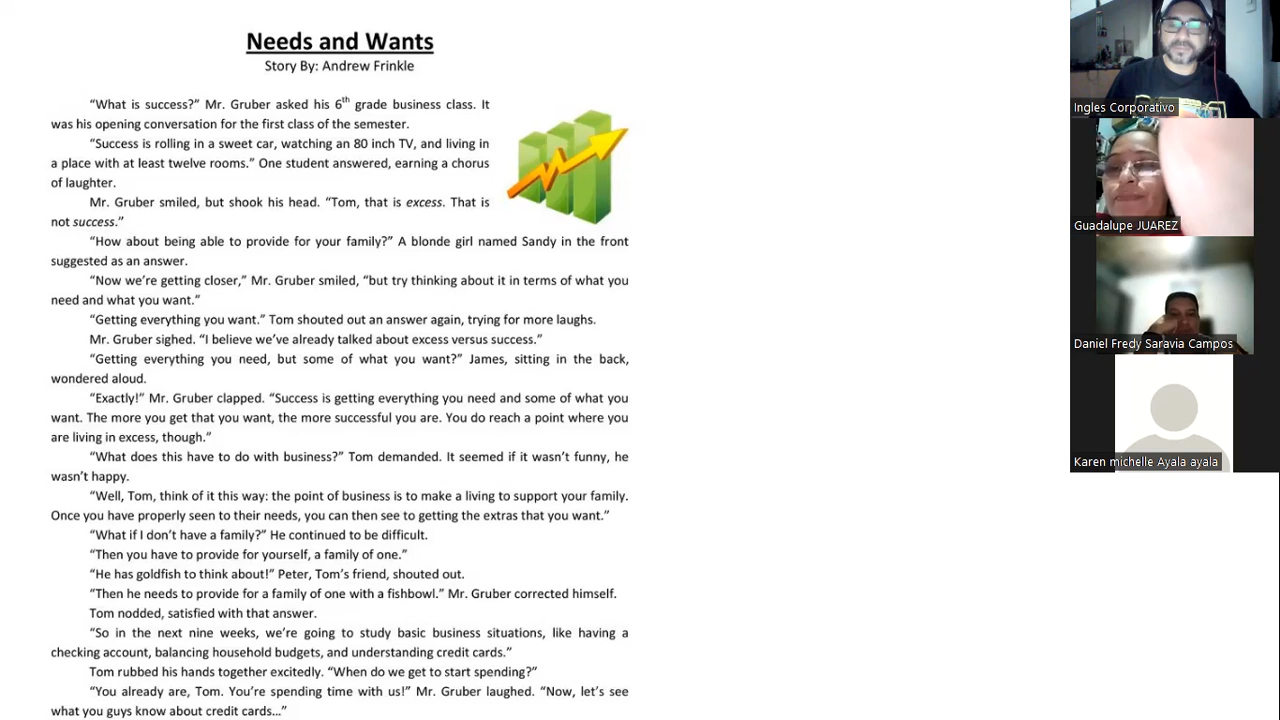 Needs and Wants
Story By: Andrew Frinkle
“What is success?” Mr. Gruber asked his 6th grade business class. It
was his opening conversation for the first class of the semester.
“Success is rolling in a sweet car, watching an 80 inch TV, and living in
a place with at least twelve rooms.” One student answered, earning a chorus
of laughter.
Mr. Gruber smiled, but shook his head. “Tom, that is excess. That is
not success.”
“How about being able to provide for your family?” A blonde girl named Sandy in the front
suggested as an answer.
“Now we’re getting closer,” Mr. Gruber smiled, “but try thinking about it in terms of what you
need and what you want.”
“Getting everything you want.” Tom shouted out an answer again, trying for more laughs.
Mr. Gruber sighed. “I believe we’ve already talked about excess versus success.”
“Getting everything you need, but some of what you want?” James, sitting in the back,
wondered aloud.
“Exactly!” Mr. Gruber clapped. “Success is getting everything you need and some of what you
want. The more you get that you want, the more successful you are. You do reach a point where you
are living in excess, though.”
“What does this have to do with business?” Tom demanded. It seemed if it wasn’t funny, he
wasn’t happy.
“Well, Tom, think of it this way: the point of business is to make a living to support your family.
Once you have properly seen to their needs, you can then see to getting the extras that you want.”
“What if I don’t have a family?” He continued to be difficult.
“Then you have to provide for yourself, a family of one.”
“He has goldfish to think about!” Peter, Tom’s friend, shouted out.
“Then he needs to provide for a family of one with a fishbowl.” Mr. Gruber corrected himself.
Tom nodded, satisfied with that answer.
“So in the next nine weeks, we’re going to study basic business situations, like having a
checking account, balancing household budgets, and understanding credit cards.”
Tom rubbed his hands together excitedly. “When do we get to start spending?”
“You already are, Tom. You’re spending time with us!” Mr. Gruber laughed. “Now, let’s see
what you guys know about credit cards…”
Ingles Corporativo
Guadalupe JUAREZ
Daniel Fredy Saravia Campos
Karen michelle Ayala ayala